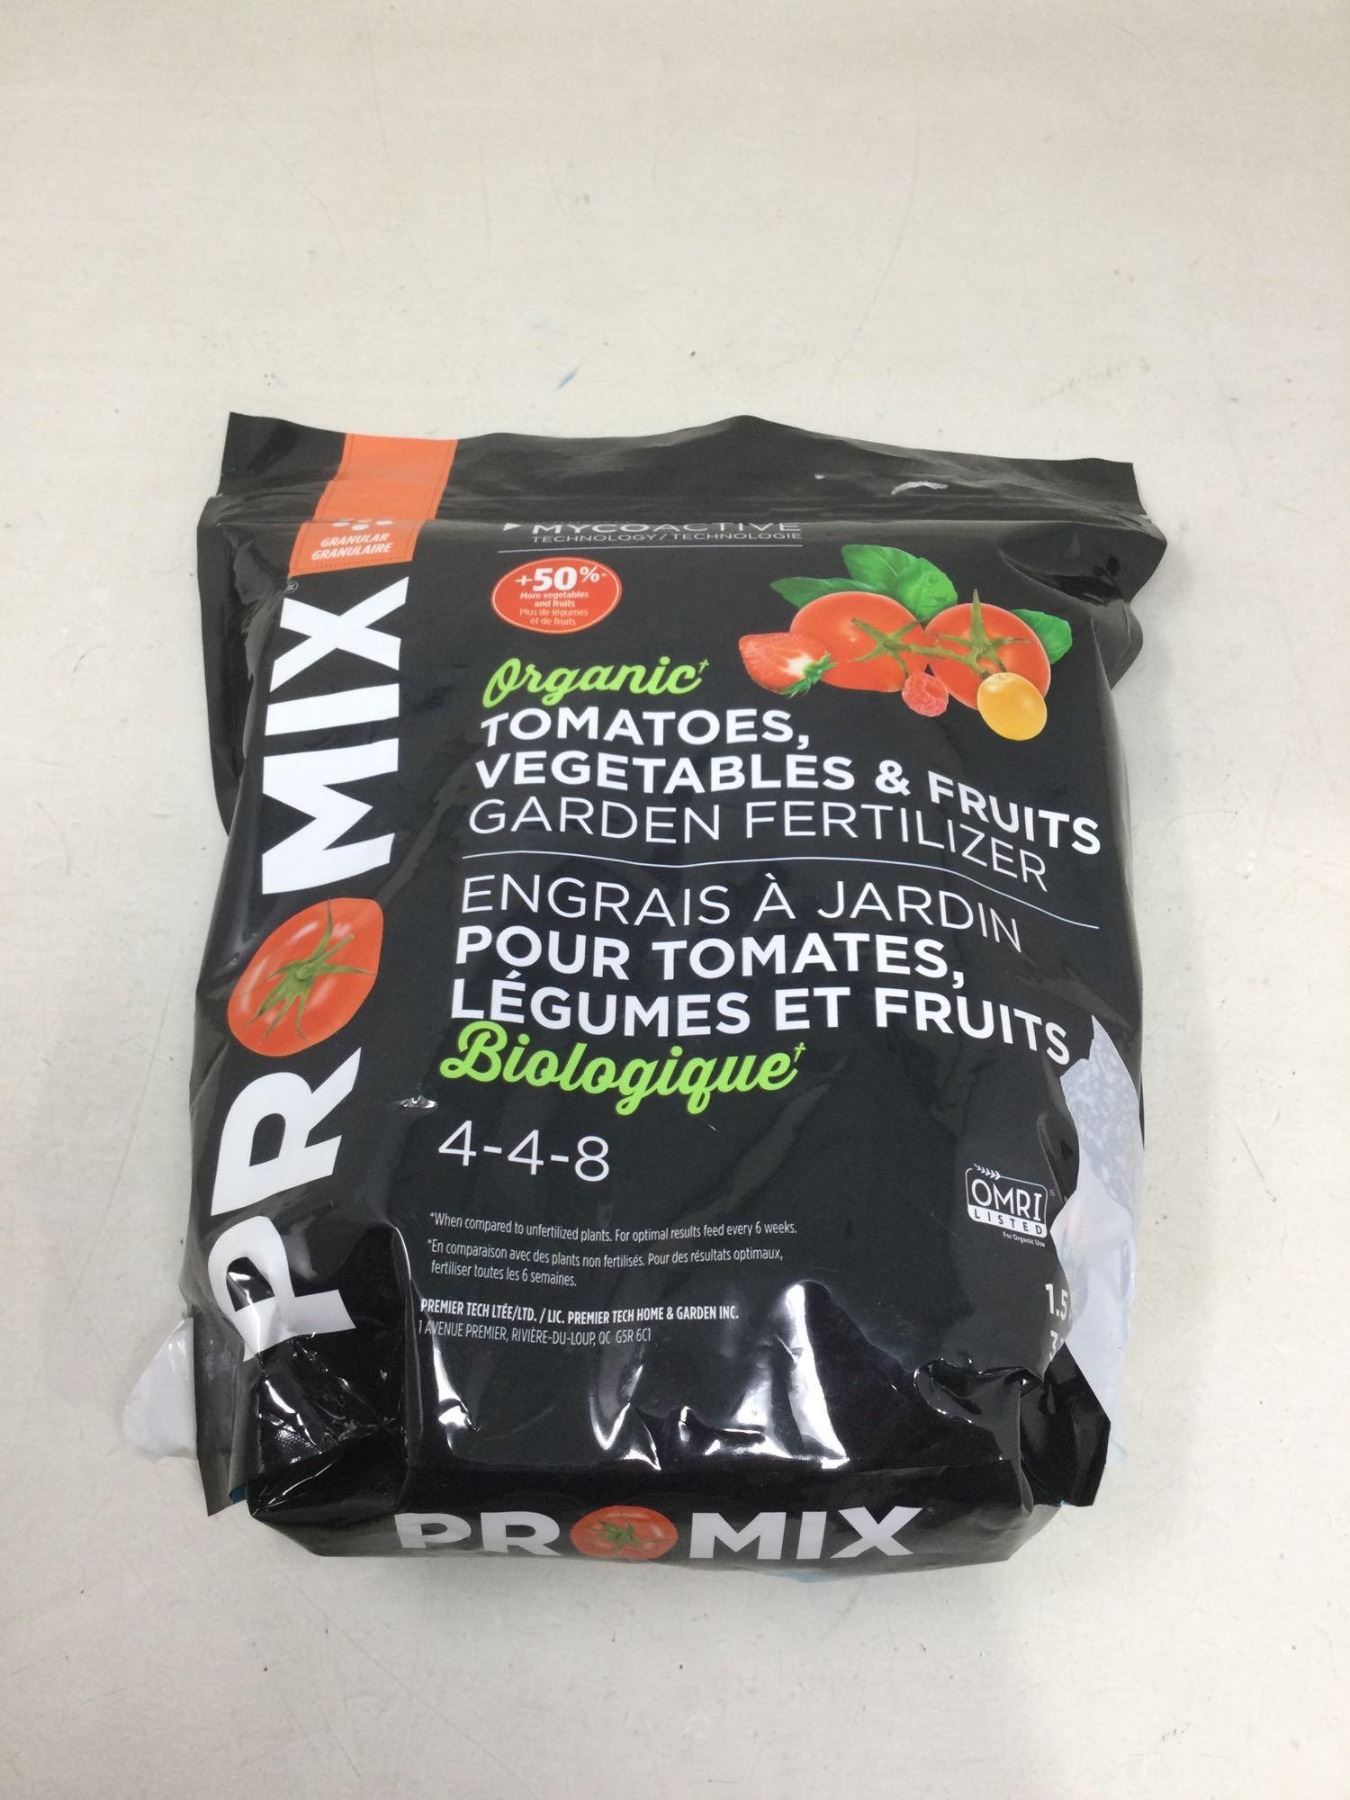 GRANULAR
GRANULAIRE
PROMIX
MYCOACTIVE
TECHNOLOGY/TECHNOLOGIE
+50%*
More vegetables
and fruits
Plus de légumes
et de fruits
Organic†
TOMATOES,
VEGETABLES & FRUITS
GARDEN FERTILIZER
ENGRAIS À JARDIN
POUR TOMATES,
LÉGUMES ET FRUITS
Biologique†
4-4-8
OMRI
LISTED
For Organic Use
*When compared to unfertilized plants. For optimal results feed every 6 weeks.
*En comparaison avec des plants non fertilisés. Pour des résultats optimaux,
fertiliser toutes les 6 semaines.
1.5
PREMIER TECH LTÉE/LTD. / LIC. PREMIER TECH HOME & GARDEN INC.
1 AVENUE PREMIER, RIVIÈRE-DU-LOUP, QC G5R 6C1
PROMIX